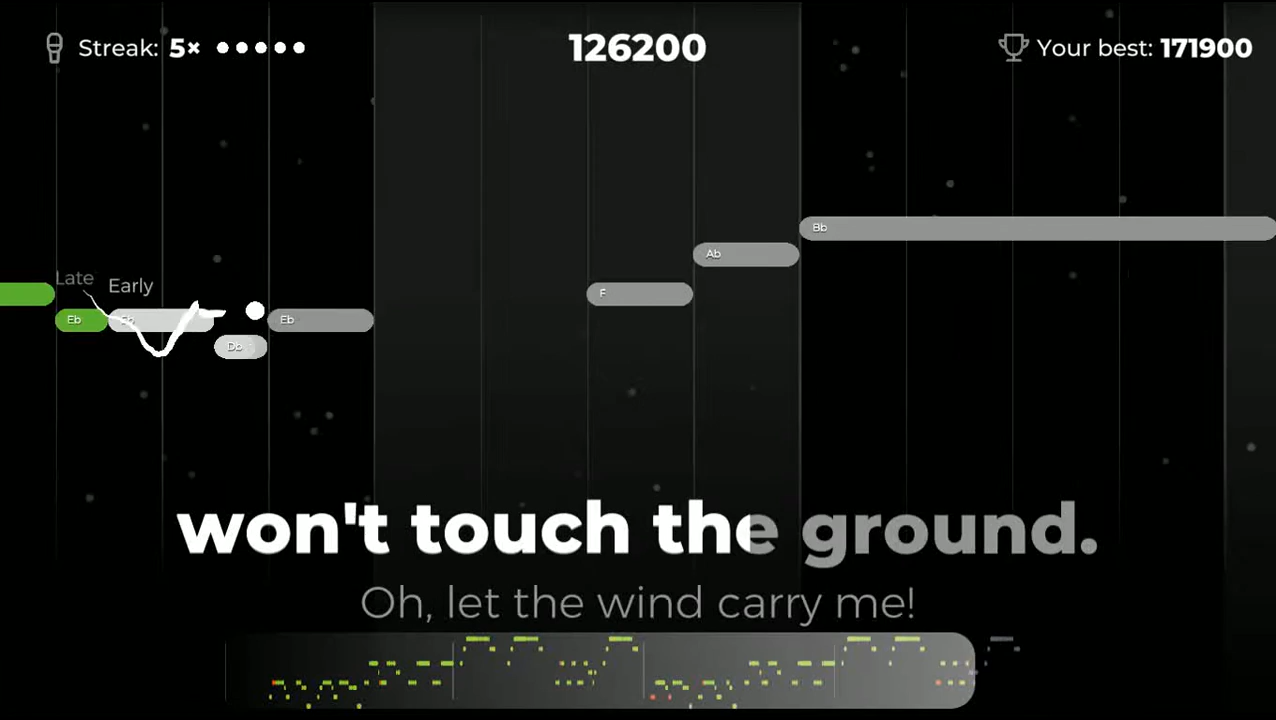 Streak: 5× 126200 Your best: 171900
Bb
Ab
Late Early
F
Eb Eb Eb
Db
won't touch the ground.
Oh, let the wind carry me!